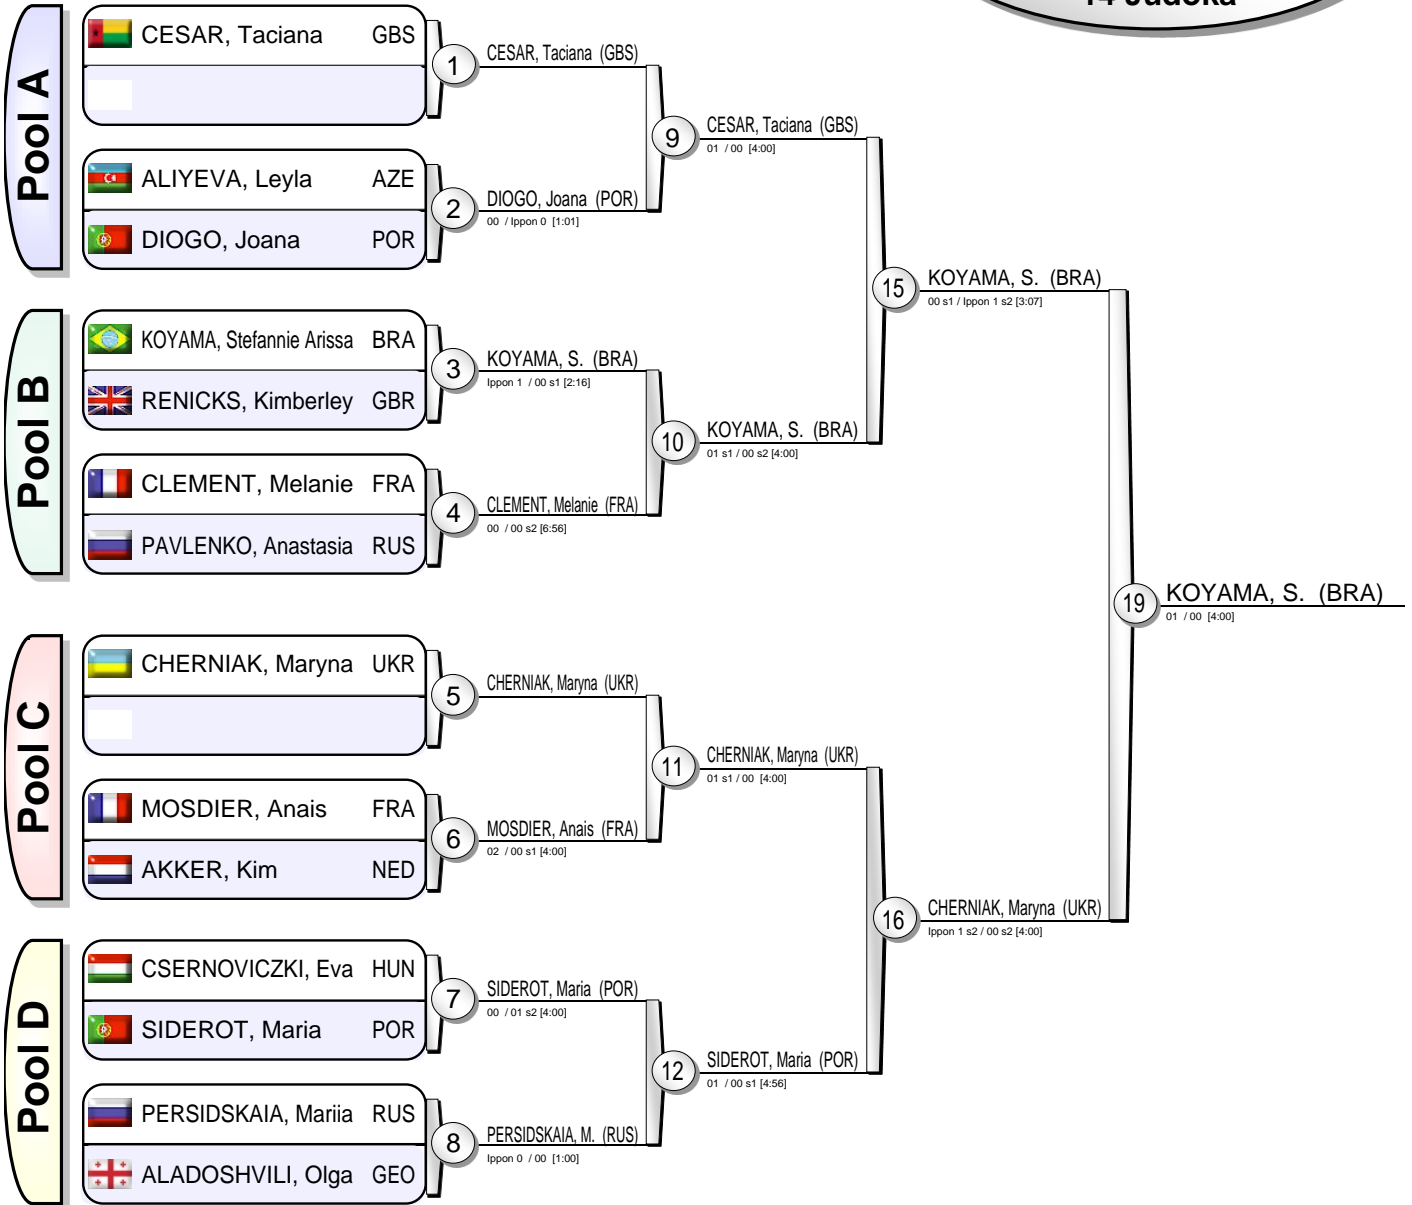 14 Judoka
Pool A
CESAR, Taciana GBS
ALIYEVA, Leyla AZE
DIOGO, Joana POR
1
CESAR, Taciana (GBS)
2
DIOGO, Joana (POR)
00 / Ippon 0 [1:01]
9
CESAR, Taciana (GBS)
01 / 00 [4:00]
Pool B
KOYAMA, Stefannie Arissa BRA
RENICKS, Kimberley GBR
CLEMENT, Melanie FRA
PAVLENKO, Anastasia RUS
3
KOYAMA, S. (BRA)
Ippon 1 / 00 s1 [2:16]
4
CLEMENT, Melanie (FRA)
00 / 00 s2 [6:56]
10
KOYAMA, S. (BRA)
01 s1 / 00 s2 [4:00]
15
KOYAMA, S. (BRA)
00 s1 / Ippon 1 s2 [3:07]
Pool C
CHERNIAK, Maryna UKR
MOSDIER, Anais FRA
AKKER, Kim NED
5
CHERNIAK, Maryna (UKR)
6
MOSDIER, Anais (FRA)
02 / 00 s1 [4:00]
11
CHERNIAK, Maryna (UKR)
01 s1 / 00 [4:00]
Pool D
CSERNOVICZKI, Eva HUN
SIDEROT, Maria POR
PERSIDSKAIA, Mariia RUS
ALADOSHVILI, Olga GEO
7
SIDEROT, Maria (POR)
00 / 01 s2 [4:00]
8
PERSIDSKAIA, M. (RUS)
Ippon 0 / 00 [1:00]
12
SIDEROT, Maria (POR)
01 / 00 s1 [4:56]
16
CHERNIAK, Maryna (UKR)
Ippon 1 s2 / 00 s2 [4:00]
19
KOYAMA, S. (BRA)
01 / 00 [4:00]